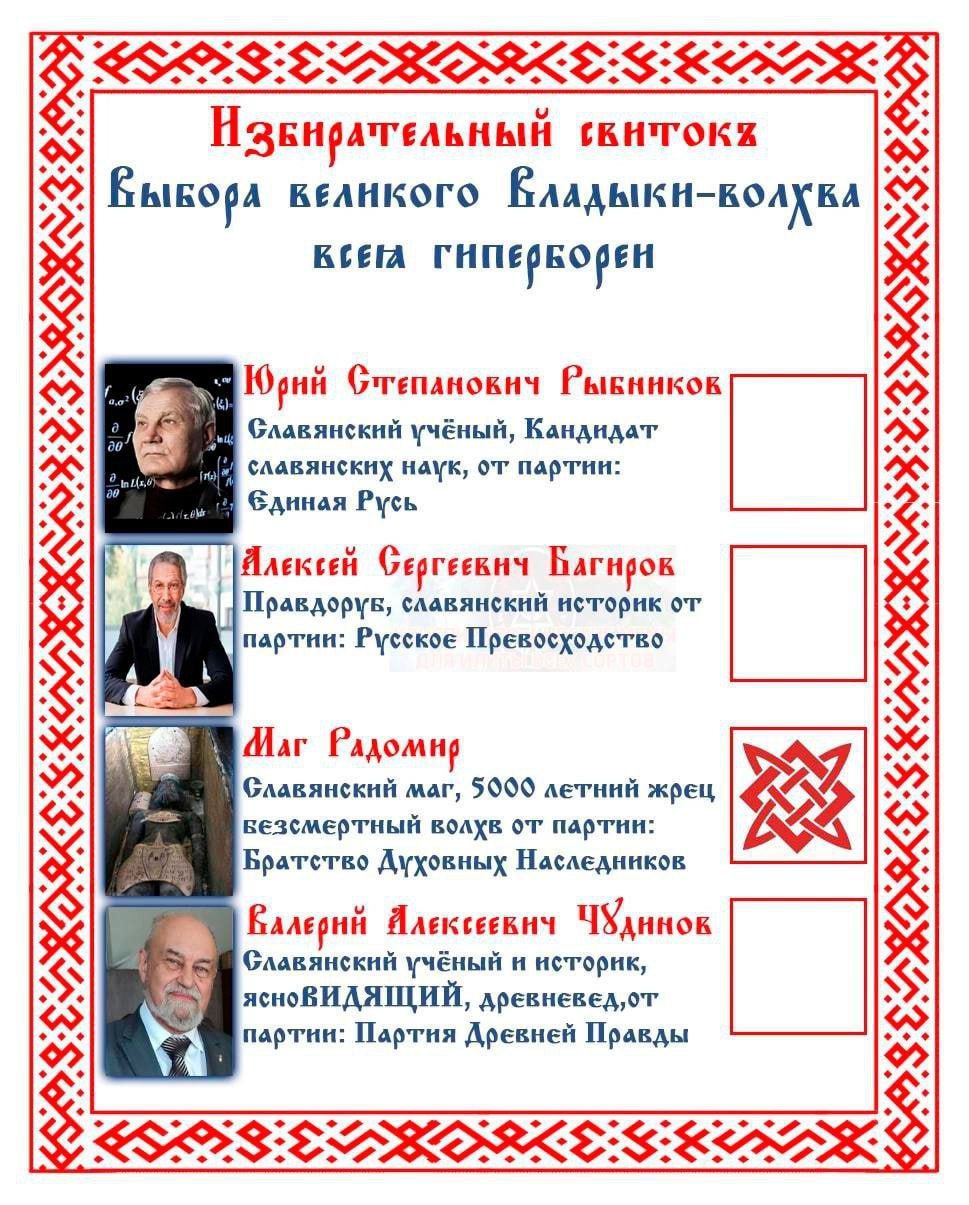 Избирательный свитокъ
Выбора великого Владыки-волхва
всея гипербореи
Юрий Степанович Рыбников
Славянский учёный, Кандидат
славянских наук, от партии:
Єдиная Русь
Алексей Сергеевич Багиров
Правдоруб, славянский историк от
партии: Русское Превосходство
Маг Радомир
Славянский маг, 5000 летний жрец
безсмертный волхв от партии:
Братство Духовных Наследников
Валерий Алексеевич Чꙋдинов
Славянский учёный и историк,
ясноВИДЯЩИЙ, древневед,от
партии: Партия Древней Правды